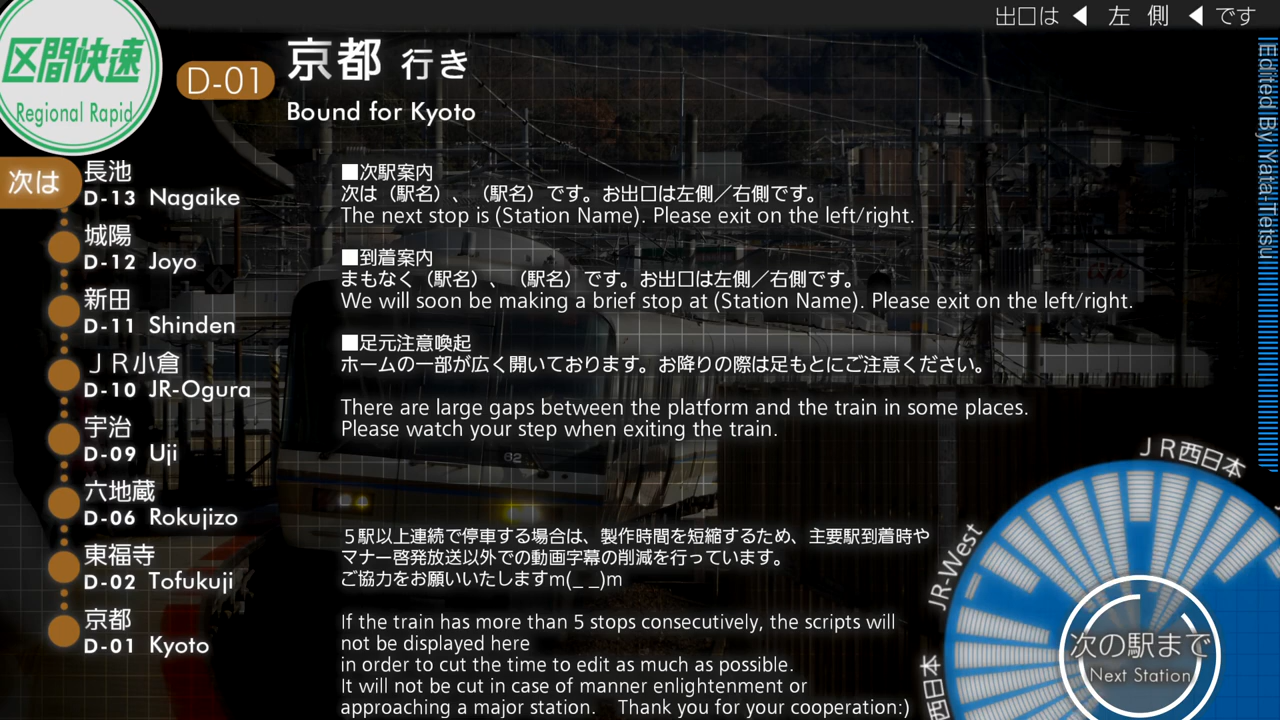 出口は ◀ 左 側 ◀ です
区間快速
Regional Rapid
D-01
京都 行き
Bound for Kyoto
次は
長池
D-13 Nagaike
城陽
D-12 Joyo
新田
D-11 Shinden
ＪＲ小倉
D-10 JR-Ogura
宇治
D-09 Uji
六地蔵
D-06 Rokujizo
東福寺
D-02 Tofukuji
京都
D-01 Kyoto
■次駅案内
次は（駅名）、（駅名）です。お出口は左側／右側です。
The next stop is (Station Name). Please exit on the left/right.
■到着案内
まもなく（駅名）、（駅名）です。お出口は左側／右側です。
We will soon be making a brief stop at (Station Name). Please exit on the left/right.
■足元注意喚起
ホームの一部が広く開いております。お降りの際は足もとにご注意ください。
There are large gaps between the platform and the train in some places.
Please watch your step when exiting the train.
５駅以上連続で停車する場合は、製作時間を短縮するため、主要駅到着時や
マナー啓発放送以外での動画字幕の削減を行っています。
ご協力をお願いいたしますm(_ _)m
If the train has more than 5 stops consecutively, the scripts will
not be displayed here
in order to cut the time to edit as much as possible.
It will not be cut in case of manner enlightenment or
approaching a major station. Thank you for your cooperation:)
Edited By Yatai-Tetsu
ＪＲ西日本
JR-West
西日本
次の駅まで
Next Station
82